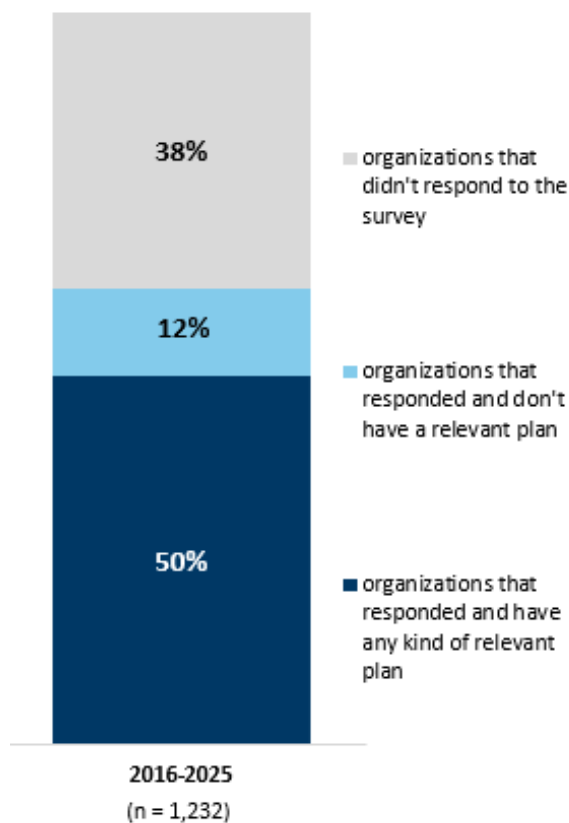 38%
organizations that
didn't respond to the
survey
12%
organizations that
responded and don't
have a relevant plan
50%
organizations that
responded and have
any kind of relevant
plan
2016-2025
(n = 1,232)